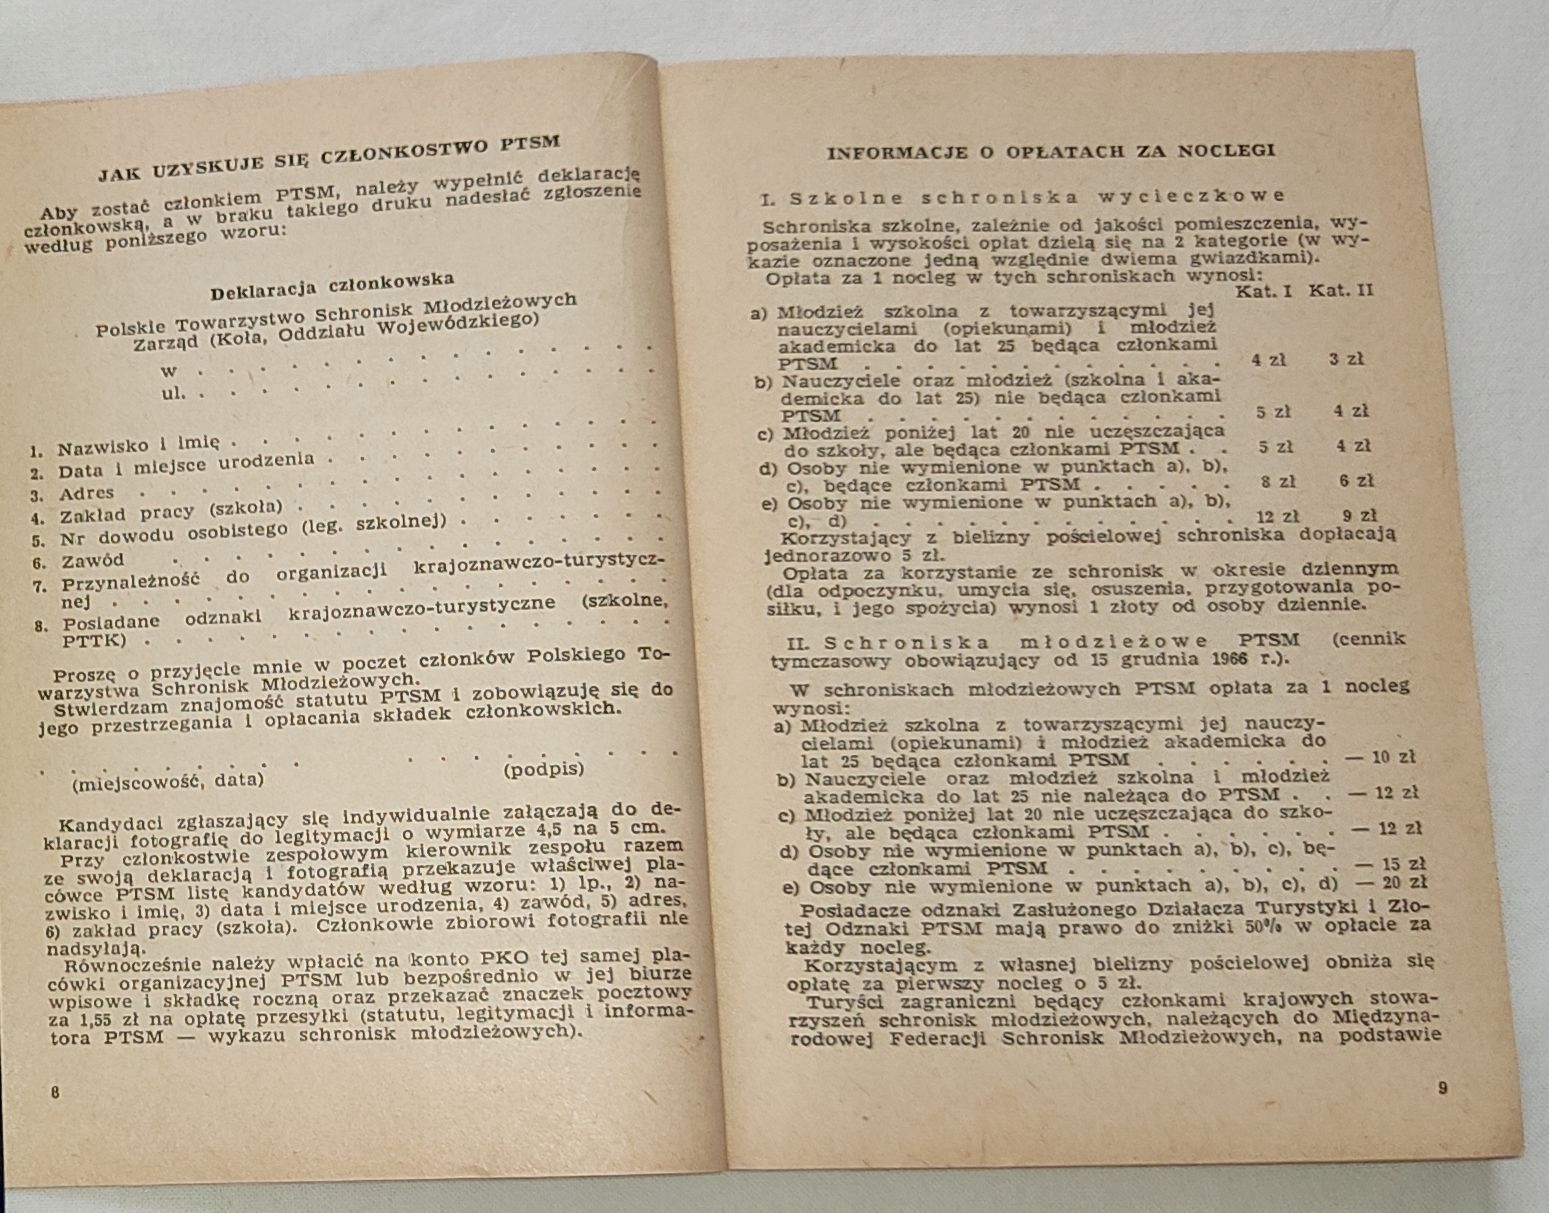 JAK UZYSKUJE SIĘ CZŁONKOSTWO PTSM
Aby zostać członkiem PTSM, należy wypełnić deklarację
członkowską, a w braku takiego druku nadesłać zgłoszenie
według poniższego wzoru:
Deklaracja członkowska
Polskie Towarzystwo Schronisk Młodzieżowych
Zarząd (Koła, Oddziału Wojewódzkiego)
w . . . . . . . . . . . . . . .
ul. . . . . . . . . . . . . . . .
1. Nazwisko i imię . . . . . . . . . . . . . .
2. Data i miejsce urodzenia . . . . . . . . . . .
3. Adres . . . . . . . . . . . . . . . . .
4. Zakład pracy (szkoła) . . . . . . . . . . . .
5. Nr dowodu osobistego (leg. szkolnej) . . . . . . .
6. Zawód . . . . . . . . . . . . . . . .
7. Przynależność do organizacji krajoznawczo-turystycz-
nej . . . . . . . . . . . . . . . . . .
8. Posiadane odznaki krajoznawczo-turystyczne (szkolne,
PTTK) . . . . . . . . . . . . . . . . .
Proszę o przyjęcie mnie w poczet członków Polskiego To-
warzystwa Schronisk Młodzieżowych.
Stwierdzam znajomość statutu PTSM i zobowiązuję się do
jego przestrzegania i opłacania składek członkowskich.
. . . . . . . . . . . . . . . . . .
(miejscowość, data) (podpis)
Kandydaci zgłaszający się indywidualnie załączają do de-
klaracji fotografię do legitymacji o wymiarze 4,5 na 5 cm.
Przy członkostwie zespołowym kierownik zespołu razem
ze swoją deklaracją i fotografią przekazuje właściwej pla-
cówce PTSM listę kandydatów według wzoru: 1) lp., 2) na-
zwisko i imię, 3) data i miejsce urodzenia, 4) zawód, 5) adres,
6) zakład pracy (szkoła). Członkowie zbiorowi fotografii nie
nadsyłają.
Równocześnie należy wpłacić na konto PKO tej samej pla-
cówki organizacyjnej PTSM lub bezpośrednio w jej biurze
wpisowe i składkę roczną oraz przekazać znaczek pocztowy
za 1,55 zł na opłatę przesyłki (statutu, legitymacji i informa-
tora PTSM — wykazu schronisk młodzieżowych).
8
INFORMACJE O OPŁATACH ZA NOCLEGI
I. Szkolne schroniska wycieczkowe
Schroniska szkolne, zależnie od jakości pomieszczenia, wy-
posażenia i wysokości opłat dzielą się na 2 kategorie (w wy-
kazie oznaczone jedną względnie dwiema gwiazdkami).
Opłata za 1 nocleg w tych schroniskach wynosi:
Kat. I Kat. II
a) Młodzież szkolna z towarzyszącymi jej
nauczycielami (opiekunami) i młodzież
akademicka do lat 25 będąca członkami
PTSM . . . . . . . . . . . . 4 zł 3 zł
b) Nauczyciele oraz młodzież (szkolna i aka-
demicka do lat 25) nie będąca członkami
PTSM . . . . . . . . . . . . 5 zł 4 zł
c) Młodzież poniżej lat 20 nie uczęszczająca
do szkoły, ale będąca członkami PTSM . . 5 zł 4 zł
d) Osoby nie wymienione w punktach a), b),
c), będące członkami PTSM . . . . . 8 zł 6 zł
e) Osoby nie wymienione w punktach a), b),
c), d) . . . . . . . . . . . . 12 zł 9 zł
Korzystający z bielizny pościelowej schroniska dopłacają
jednorazowo 5 zł.
Opłata za korzystanie ze schronisk w okresie dziennym
(dla odpoczynku, umycia się, osuszenia, przygotowania po-
siłku, i jego spożycia) wynosi 1 złoty od osoby dziennie.
II. Schroniska młodzieżowe PTSM (cennik
tymczasowy obowiązujący od 15 grudnia 1966 r.).
W schroniskach młodzieżowych PTSM opłata za 1 nocleg
wynosi:
a) Młodzież szkolna z towarzyszącymi jej nauczy-
cielami (opiekunami) i młodzież akademicka do
lat 25 będąca członkami PTSM . . . . . . — 10 zł
b) Nauczyciele oraz młodzież szkolna i młodzież
akademicka do lat 25 nie należąca do PTSM . . — 12 zł
c) Młodzież poniżej lat 20 nie uczęszczająca do szko-
ły, ale będąca członkami PTSM . . . . . . — 12 zł
d) Osoby nie wymienione w punktach a), b), c), bę-
dące członkami PTSM . . . . . . . . . — 15 zł
e) Osoby nie wymienione w punktach a), b), c), d) — 20 zł
Posiadacze odznaki Zasłużonego Działacza Turystyki i Zło-
tej Odznaki PTSM mają prawo do zniżki 50% w opłacie za
każdy nocleg.
Korzystającym z własnej bielizny pościelowej obniża się
opłatę za pierwszy nocleg o 5 zł.
Turyści zagraniczni będący członkami krajowych stowa-
rzyszeń schronisk młodzieżowych, należących do Międzyna-
rodowej Federacji Schronisk Młodzieżowych, na podstawie
9